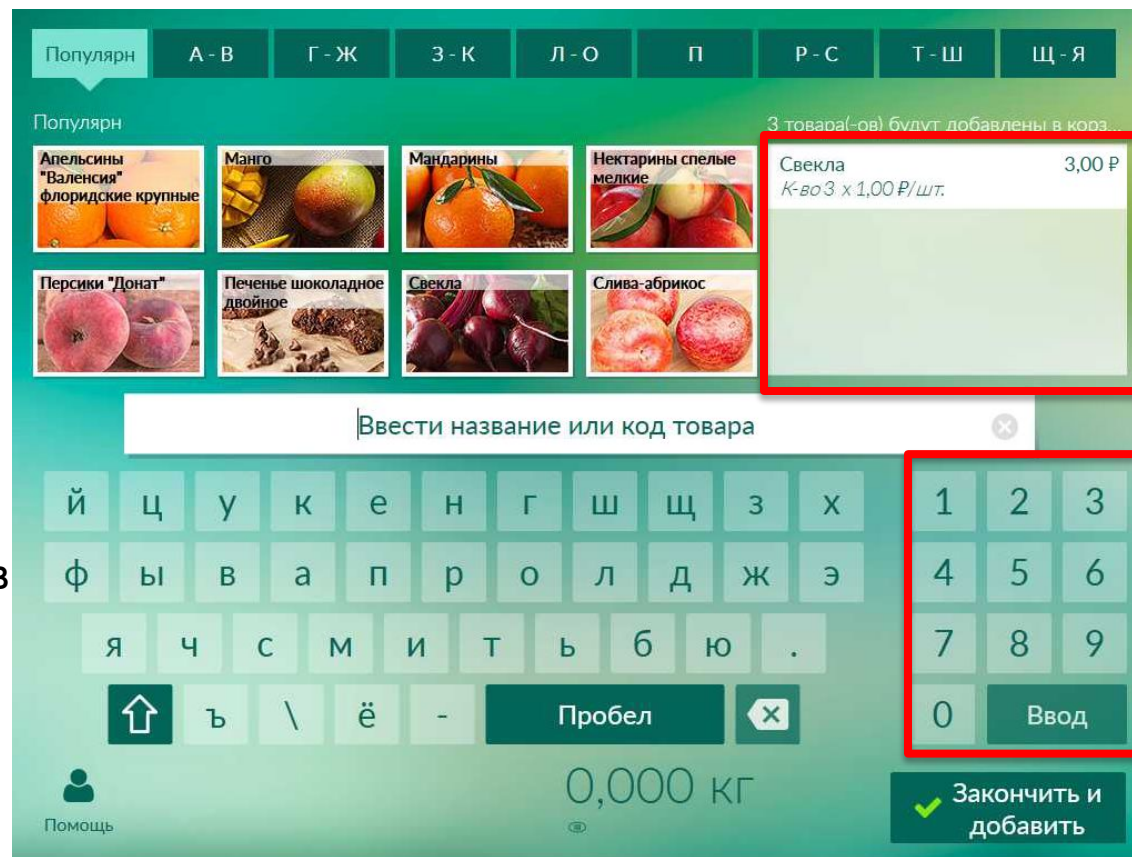 Популярн А - В Г - Ж З - К Л - О П Р - С Т - Ш Щ - Я
Популярн
3 товара(-ов) будут добавлены в корз...
Апельсины
"Валенсия"
флоридские крупные
Манго
Мандарины
Нектарины спелые
мелкие
Свекла 3,00 ₽
К-во 3 x 1,00 ₽/шт.
Персики "Донат"
Печенье шоколадное
двойное
Свекла
Слива-абрикос
Ввести название или код товара
й ц у к е н г ш щ з х 1 2 3
ф ы в а п р о л д ж э 4 5 6
я ч с м и т ь б ю . 7 8 9
ъ \ ё - Пробел 0 Ввод
Помощь
0,000 кг
Закончить и
добавить